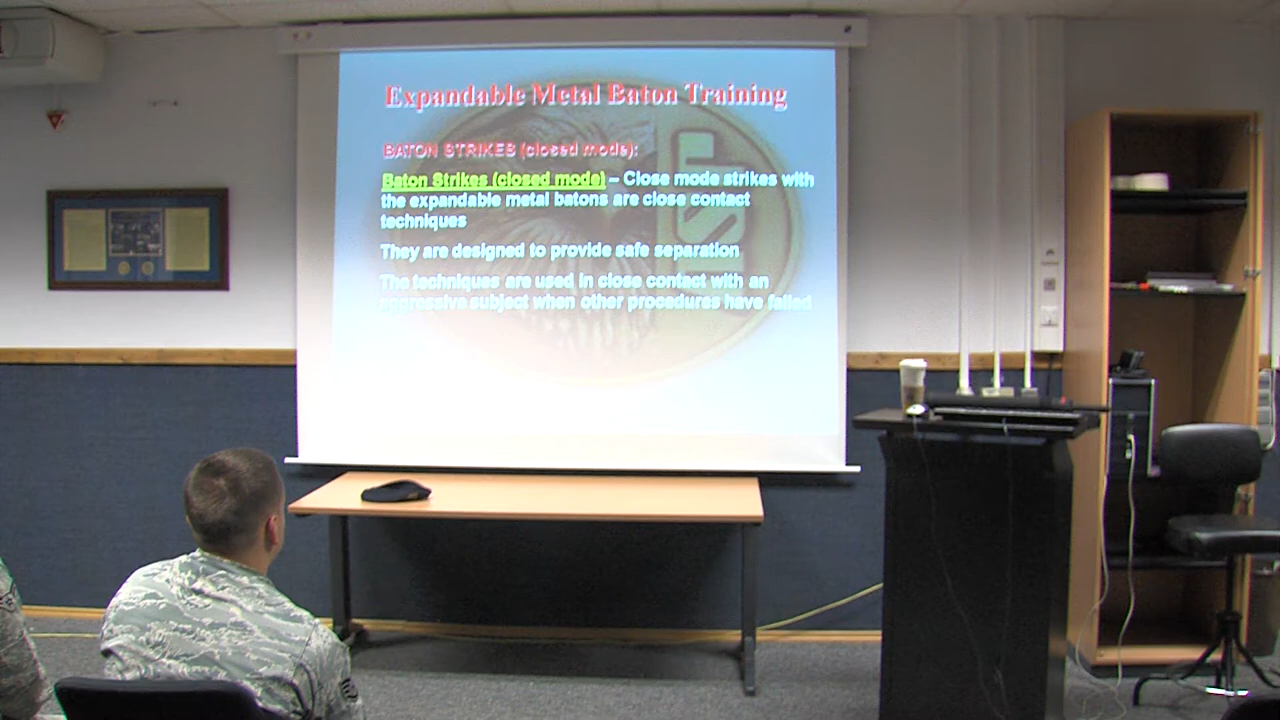 Expandable Metal Baton Training
BATON STRIKES (closed mode):
Baton Strikes (closed mode) – Close mode strikes with
the expandable metal batons are close contact
techniques
They are designed to provide safe separation
The techniques are used in close contact with an
aggressive subject when other procedures have failed